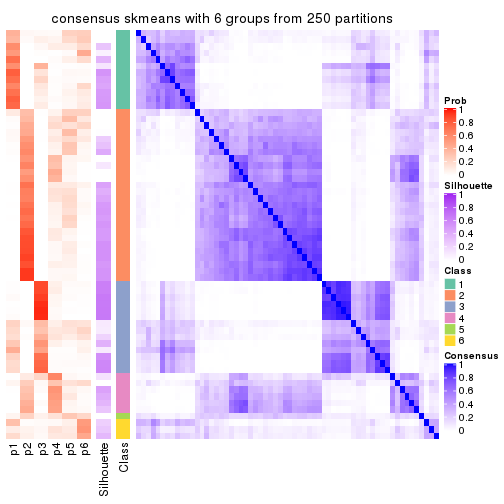 consensus skmeans with 6 groups from 250 partitions
Prob
1
0.8
0.6
0.4
0.2
0
Silhouette
1
0.8
0.6
0.4
0.2
0
Class
1
2
3
4
5
6
Consensus
1
0.8
0.6
0.4
0.2
0
p1
p2
p3
p4
p5
p6
Silhouette
Class